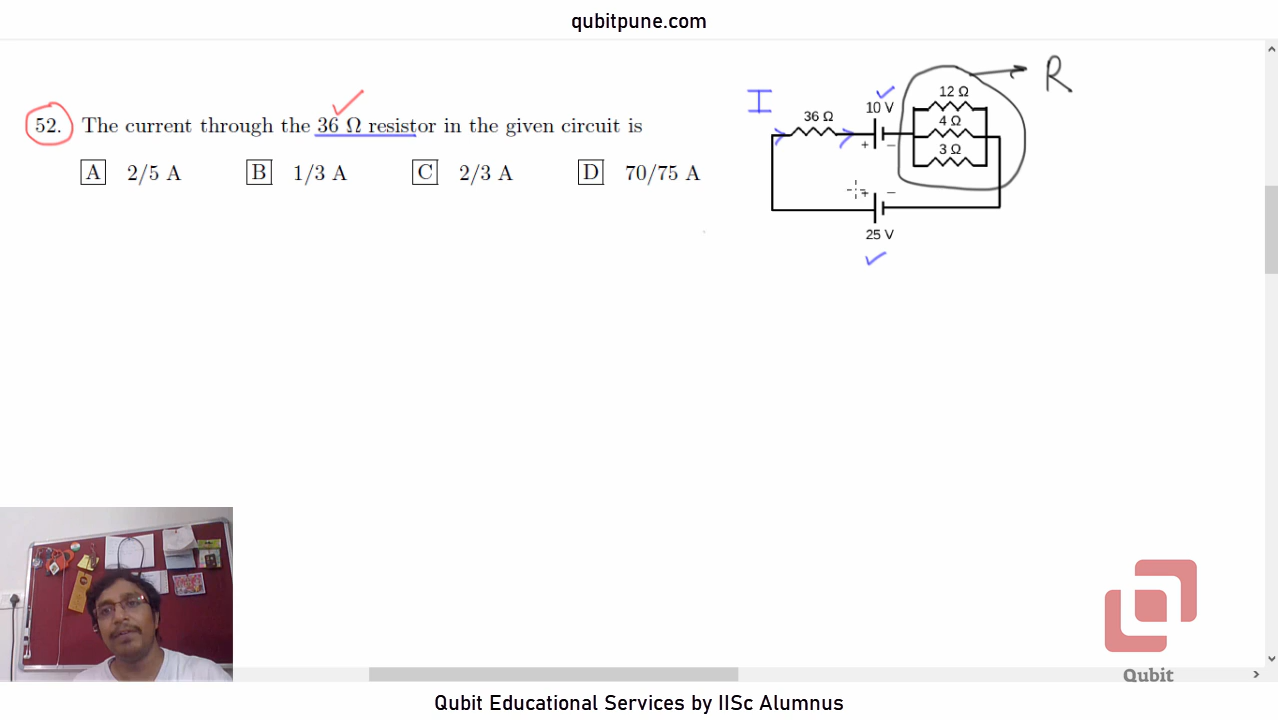 qubitpune.com
52. The current through the 36 Ω resistor in the given circuit is
A 2/5 A B 1/3 A C 2/3 A D 70/75 A
I
R
36 Ω
10 V
+ −
12 Ω
4 Ω
3 Ω
+ −
25 V
Qubit
Qubit Educational Services by IISc Alumnus